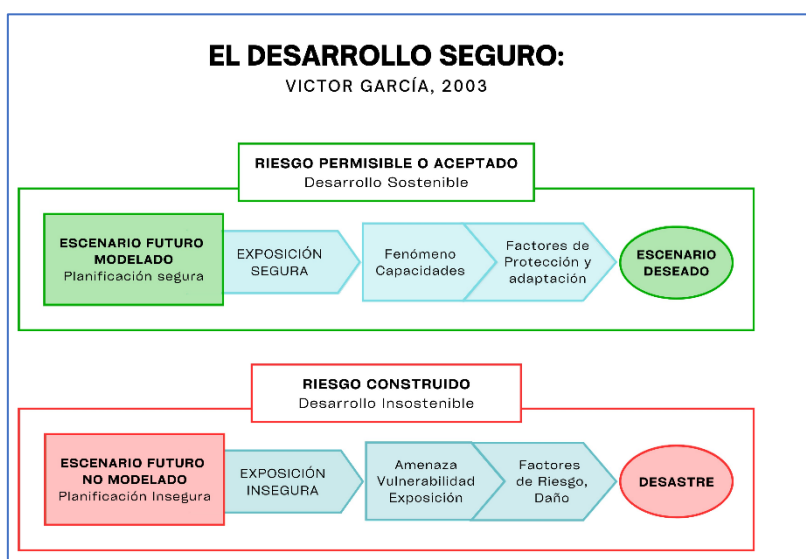 EL DESARROLLO SEGURO:
VICTOR GARCÍA, 2003
RIESGO PERMISIBLE O ACEPTADO
Desarrollo Sostenible
ESCENARIO FUTURO
MODELADO
Planificación segura
EXPOSICIÓN
SEGURA
Fenómeno
Capacidades
Factores de
Protección y
adaptación
ESCENARIO
DESEADO
RIESGO CONSTRUIDO
Desarrollo Insostenible
ESCENARIO FUTURO
NO MODELADO
Planificación Insegura
EXPOSICIÓN
INSEGURA
Amenaza
Vulnerabilidad
Exposición
Factores
de Riesgo,
Daño
DESASTRE